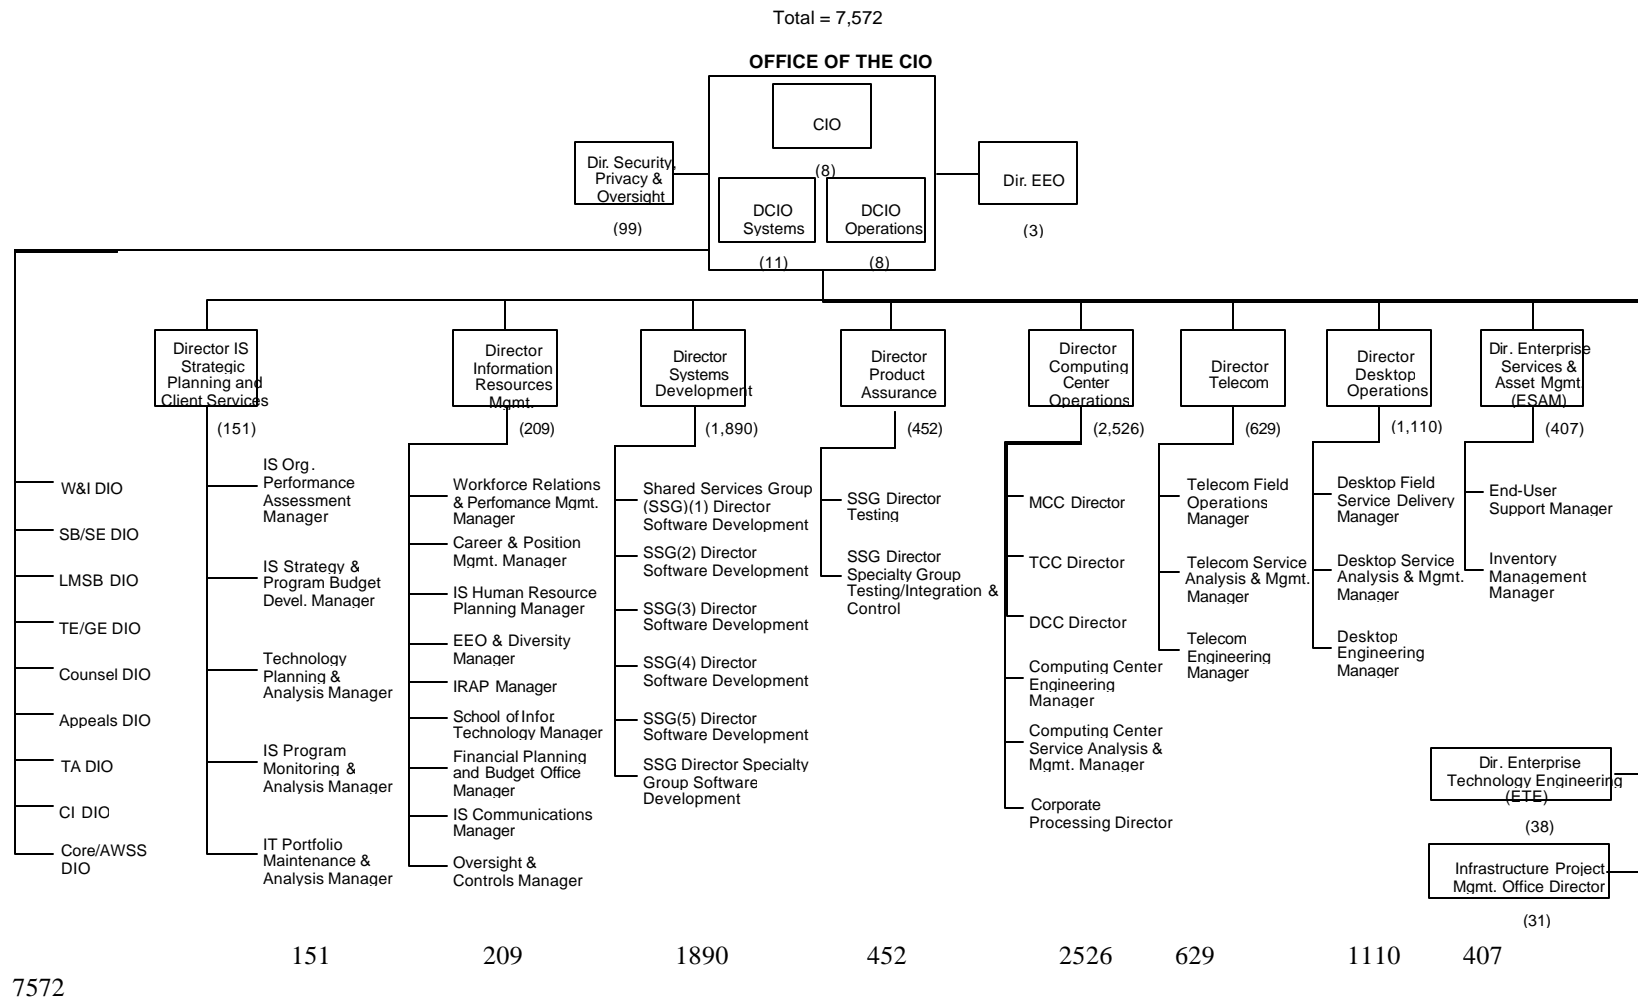 Total = 7,572
OFFICE OF THE CIO
CIO
(8)
Dir. Security,
Privacy &
Oversight
(99)
DCIO
Systems
(11)
DCIO
Operations
(8)
Dir. EEO
(3)
Director IS
Strategic
Planning and
Client Services
(151)
Director
Information
Resources
Mgmt.
(209)
Director
Systems
Development
(1,890)
Director
Product
Assurance
(452)
Director
Computing
Center
Operations
(2,526)
Director
Telecom
(629)
Director
Desktop
Operations
(1,110)
Dir. Enterprise
Services &
Asset Mgmt.
(ESAM)
(407)
W&I DIO
SB/SE DIO
LMSB DIO
TE/GE DIO
Counsel DIO
Appeals DIO
TA DIO
CI DIO
Core/AWSS
DIO
IS Org.
Performance
Assessment
Manager
IS Strategy &
Program Budget
Devel. Manager
Technology
Planning &
Analysis Manager
IS Program
Monitoring &
Analysis Manager
IT Portfolio
Maintenance &
Analysis Manager
Workforce Relations
& Perfomance Mgmt.
Manager
Career & Position
Mgmt. Manager
IS Human Resource
Planning Manager
EEO & Diversity
Manager
IRAP Manager
School of Infor.
Technology Manager
Financial Planning
and Budget Office
Manager
IS Communications
Manager
Oversight &
Controls Manager
Shared Services Group
(SSG)(1) Director
Software Development
SSG(2) Director
Software Development
SSG(3) Director
Software Development
SSG(4) Director
Software Development
SSG(5) Director
Software Development
SSG Director Specialty
Group Software
Development
SSG Director
Testing
SSG Director
Specialty Group
Testing/Integration &
Control
MCC Director
TCC Director
DCC Director
Computing Center
Engineering
Manager
Computing Center
Service Analysis &
Mgmt. Manager
Corporate
Processing Director
Telecom Field
Operations
Manager
Telecom Service
Analysis & Mgmt.
Manager
Telecom
Engineering
Manager
Desktop Field
Service Delivery
Manager
Desktop Service
Analysis & Mgmt.
Manager
Desktop
Engineering
Manager
End-User
Support Manager
Inventory
Management
Manager
Dir. Enterprise
Technology Engineering
(ETE)
(38)
Infrastructure Project
Mgmt. Office Director
(31)
151 209 1890 452 2526 629 1110 407
7572